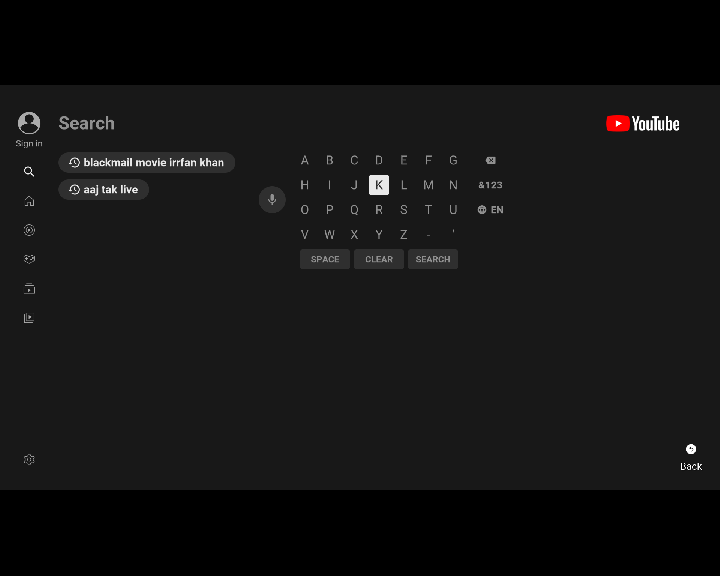 Search
YouTube
Sign in
blackmail movie irrfan khan
aaj tak live
A B C D E F G
H I J K L M N &123
O P Q R S T U EN
V W X Y Z - '
SPACE CLEAR SEARCH
Back